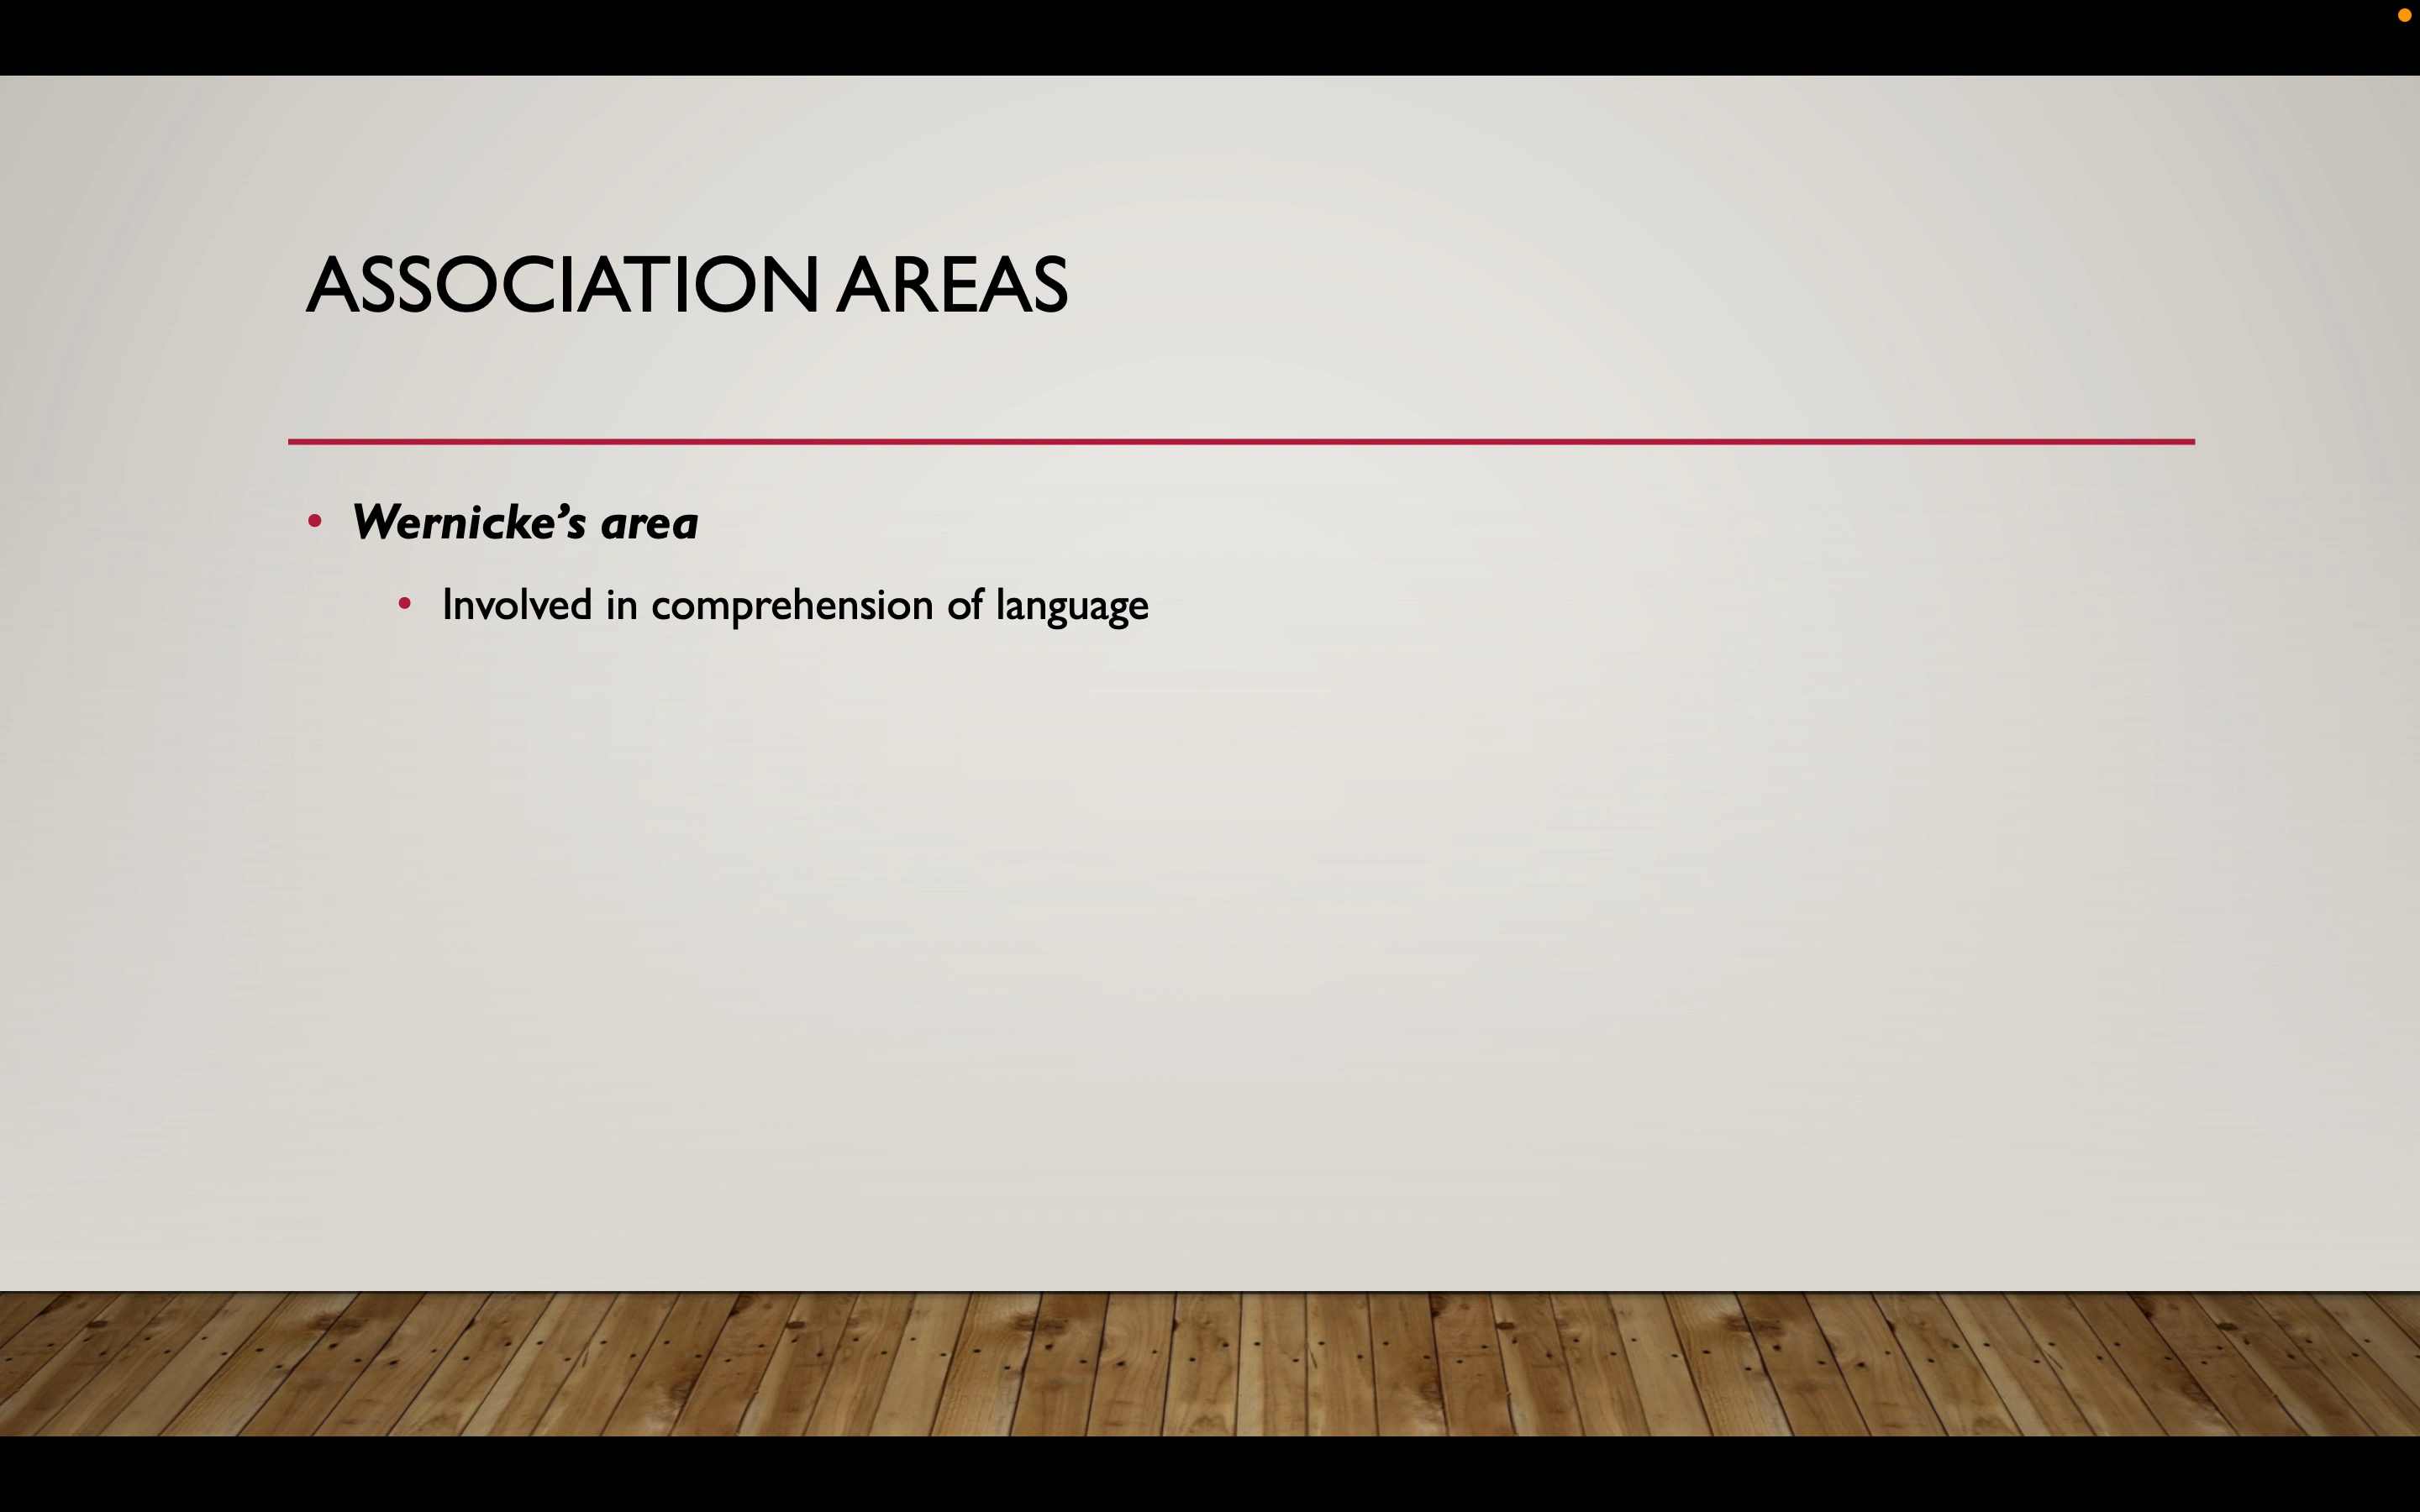 ASSOCIATION AREAS
• Wernicke’s area
• Involved in comprehension of language